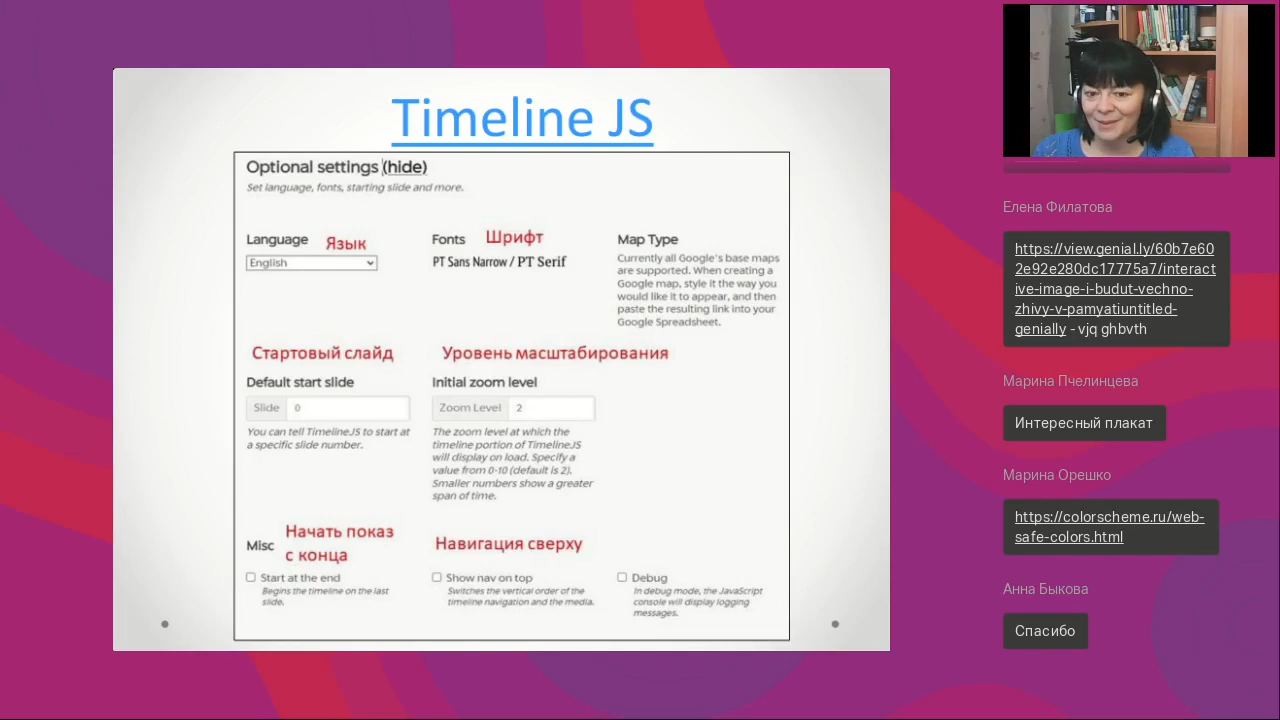 Timeline JS
Optional settings (hide)
Set language, fonts, starting slide and more.
Language Язык
English
Fonts Шрифт
PT Sans Narrow / PT Serif
Map Type
Currently all Google's base maps
are supported. When creating a
Google map, style it the way you
would like it to appear, and then
paste the resulting link into your
Google Spreadsheet.
Стартовый слайд
Default start slide
Slide 0
You can tell TimelineJS to start at
a specific slide number.
Уровень масштабирования
Initial zoom level
Zoom Level 2
The zoom level at which the
timeline portion of TimelineJS
will display on load. Specify a
value from 0-10 (default is 2).
Smaller numbers show a greater
span of time.
Misc
Начать показ
с конца
Start at the end
Begins the timeline on the last
slide.
Навигация сверху
Show nav on top
Switches the vertical order of the
timeline navigation and the media.
Debug
In debug mode, the JavaScript
console will display logging
messages.
Елена Филатова
https://view.genial.ly/60b7e60
2e92e280dc17775a7/interact
ive-image-i-budut-vechno-
zhivy-v-pamyatiuntitled-
genially - vjq ghbvth
Марина Пчелинцева
Интересный плакат
Марина Орешко
https://colorscheme.ru/web-
safe-colors.html
Анна Быкова
Спасибо